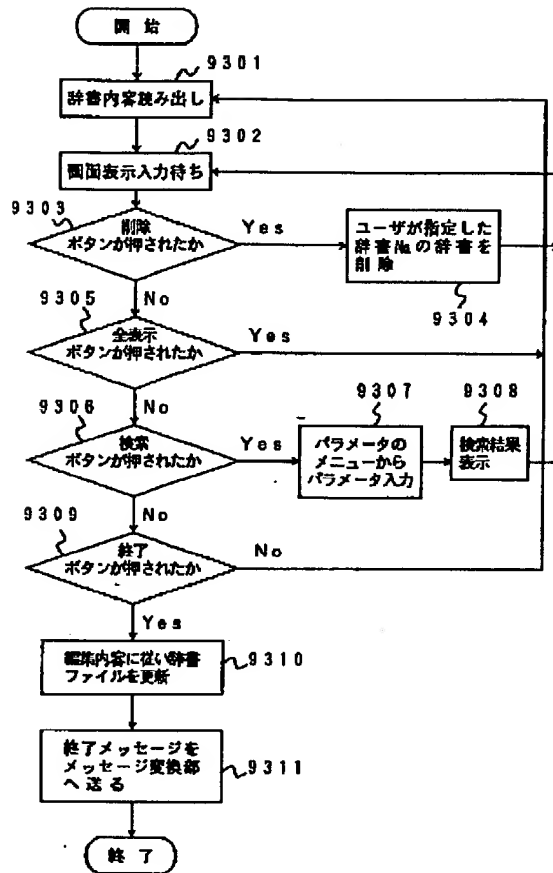 開始
9301
辞書内容読み出し
9302
画面表示入力待ち
9303
削除
ボタンが押されたか
Yes
ユーザが指定した
辞書№の辞書を
削除
9304
No
9305
全表示
ボタンが押されたか
Yes
No
9306
検索
ボタンが押されたか
Yes
9307
パラメータの
メニューから
パラメータ入力
9308
検索結果
表示
No
9309
終了
ボタンが押されたか
No
Yes
編集内容に従い辞書
ファイルを更新
9310
終了メッセージを
メッセージ変換部
へ送る
9311
終了